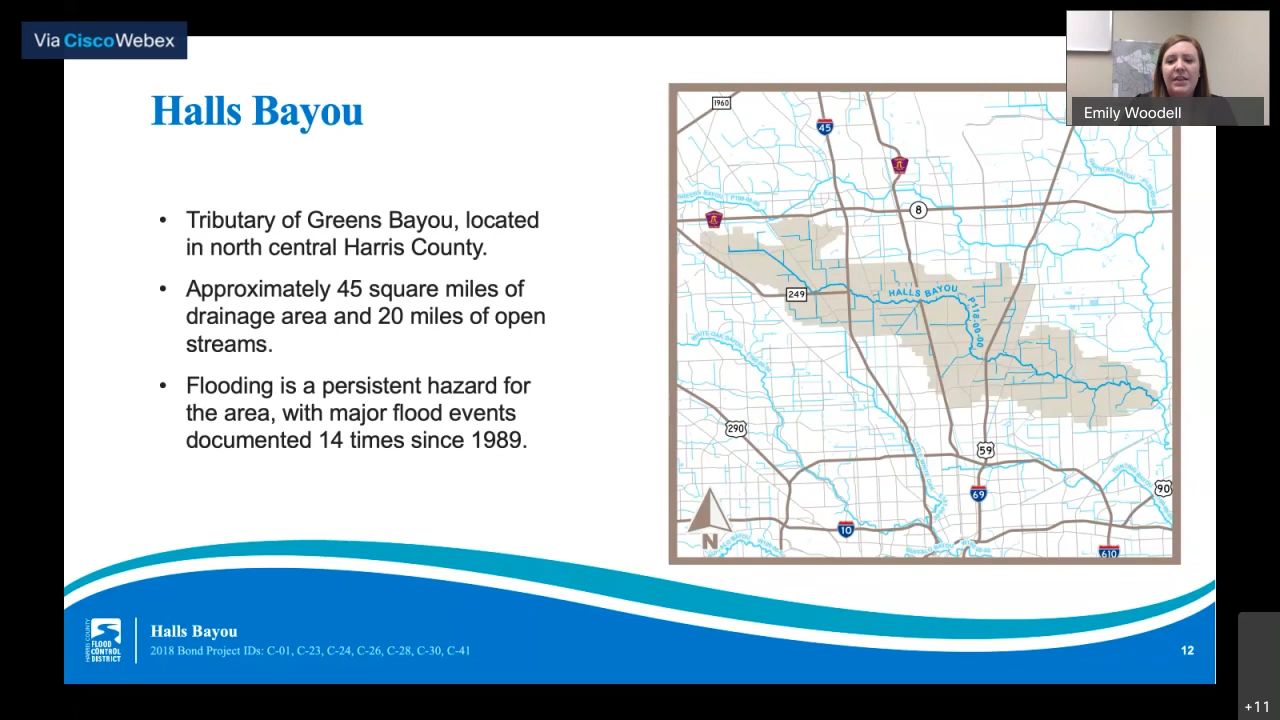 Via CiscoWebex
Emily Woodell
Halls Bayou
• Tributary of Greens Bayou, located
in north central Harris County.
• Approximately 45 square miles of
drainage area and 20 miles of open
streams.
• Flooding is a persistent hazard for
the area, with major flood events
documented 14 times since 1989.
1960
45
8
249
HALLS BAYOU
P118-00-00
290
59
69
90
10
610
N
HARRIS COUNTY
FLOOD
CONTROL
DISTRICT
Halls Bayou
2018 Bond Project IDs: C-01, C-23, C-24, C-26, C-28, C-30, C-41
12
+11